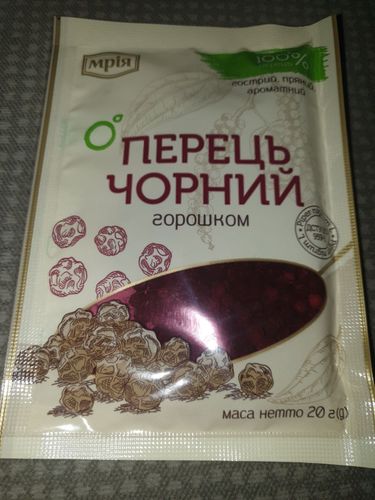 мрія
100%
гострий, пряний,
ароматний
ПЕРЕЦЬ
ЧОРНИЙ
горошком
маса нетто 20 г(g)